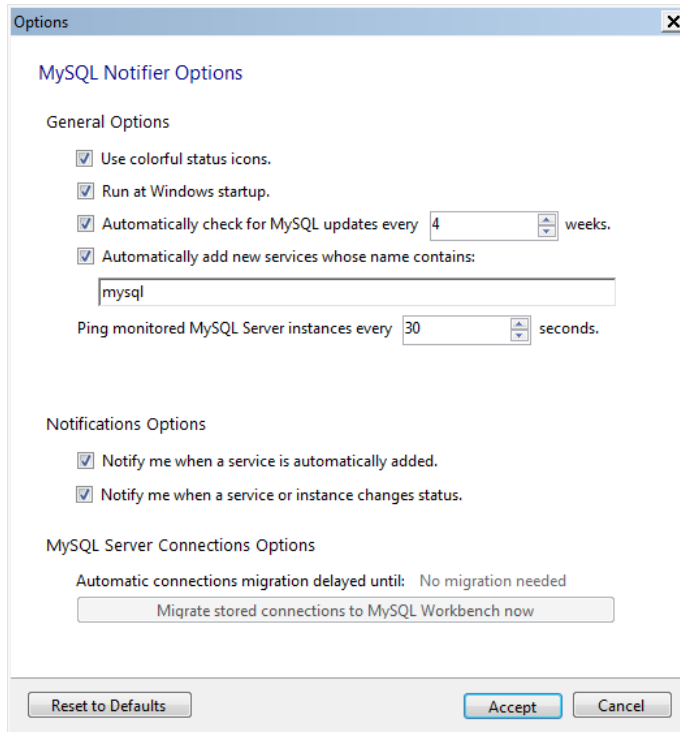 Options
MySQL Notifier Options
General Options
Use colorful status icons.
Run at Windows startup.
Automatically check for MySQL updates every 4 weeks.
Automatically add new services whose name contains:
mysql
Ping monitored MySQL Server instances every 30 seconds.
Notifications Options
Notify me when a service is automatically added.
Notify me when a service or instance changes status.
MySQL Server Connections Options
Automatic connections migration delayed until: No migration needed
Migrate stored connections to MySQL Workbench now
Reset to Defaults Accept Cancel